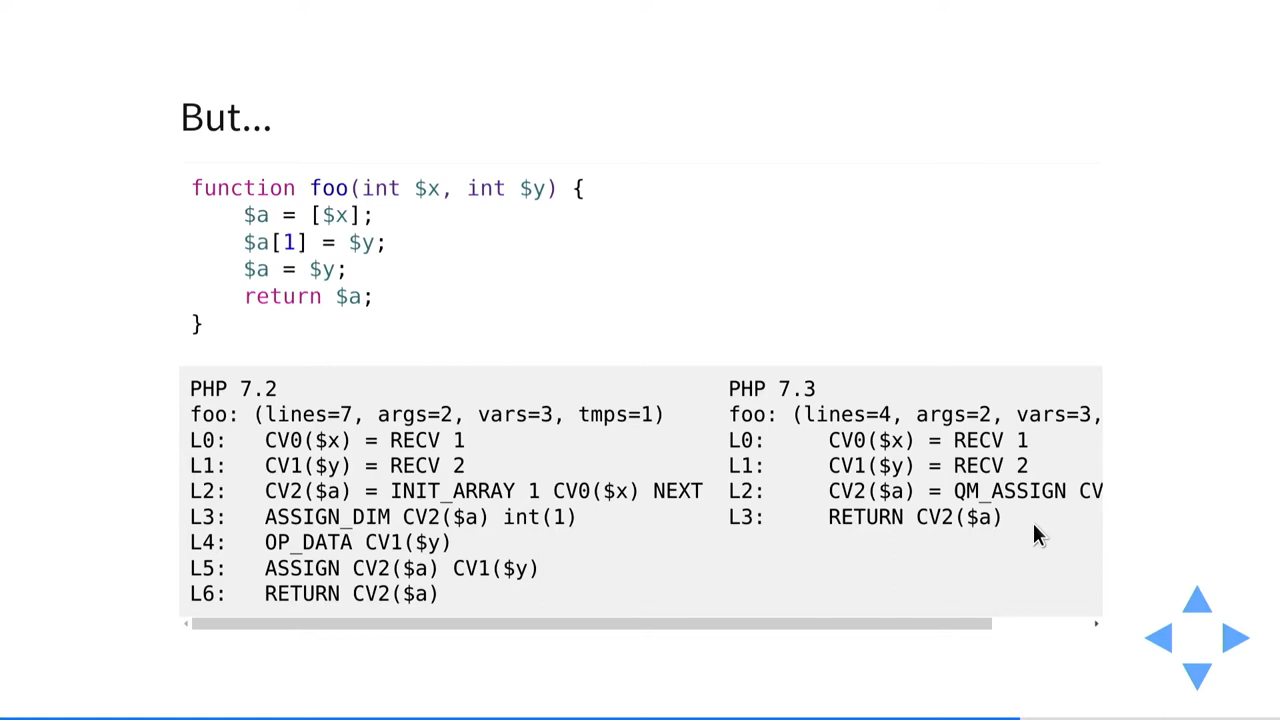 But...
function foo(int $x, int $y) {
    $a = [$x];
    $a[1] = $y;
    $a = $y;
    return $a;
}
PHP 7.2
foo: (lines=7, args=2, vars=3, tmps=1)
L0:   CV0($x) = RECV 1
L1:   CV1($y) = RECV 2
L2:   CV2($a) = INIT_ARRAY 1 CV0($x) NEXT
L3:   ASSIGN_DIM CV2($a) int(1)
L4:   OP_DATA CV1($y)
L5:   ASSIGN CV2($a) CV1($y)
L6:   RETURN CV2($a)
PHP 7.3
foo: (lines=4, args=2, vars=3,
L0:     CV0($x) = RECV 1
L1:     CV1($y) = RECV 2
L2:     CV2($a) = QM_ASSIGN CV
L3:     RETURN CV2($a)